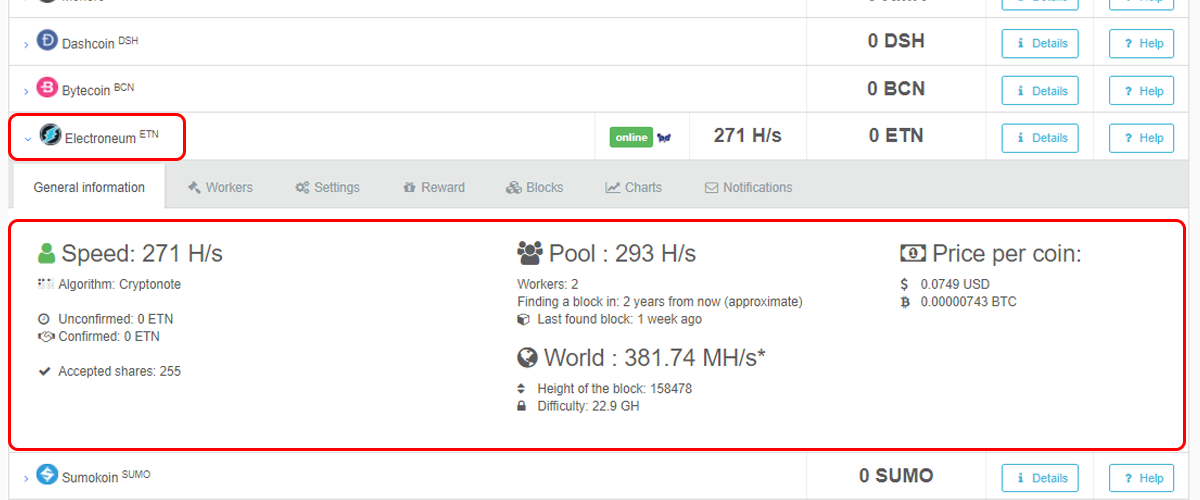 Dashcoin DSH 0 DSH Details ? Help
Bytecoin BCN 0 BCN Details ? Help
Electroneum ETN online 271 H/s 0 ETN Details ? Help
General information Workers Settings Reward Blocks Charts Notifications
Speed: 271 H/s
Algorithm: Cryptonote
Unconfirmed: 0 ETN
Confirmed: 0 ETN
Accepted shares: 255
Pool : 293 H/s
Workers: 2
Finding a block in: 2 years from now (approximate)
Last found block: 1 week ago
World : 381.74 MH/s*
Height of the block: 158478
Difficulty: 22.9 GH
Price per coin:
$ 0.0749 USD
0.00000743 BTC
Sumokoin SUMO 0 SUMO Details ? Help